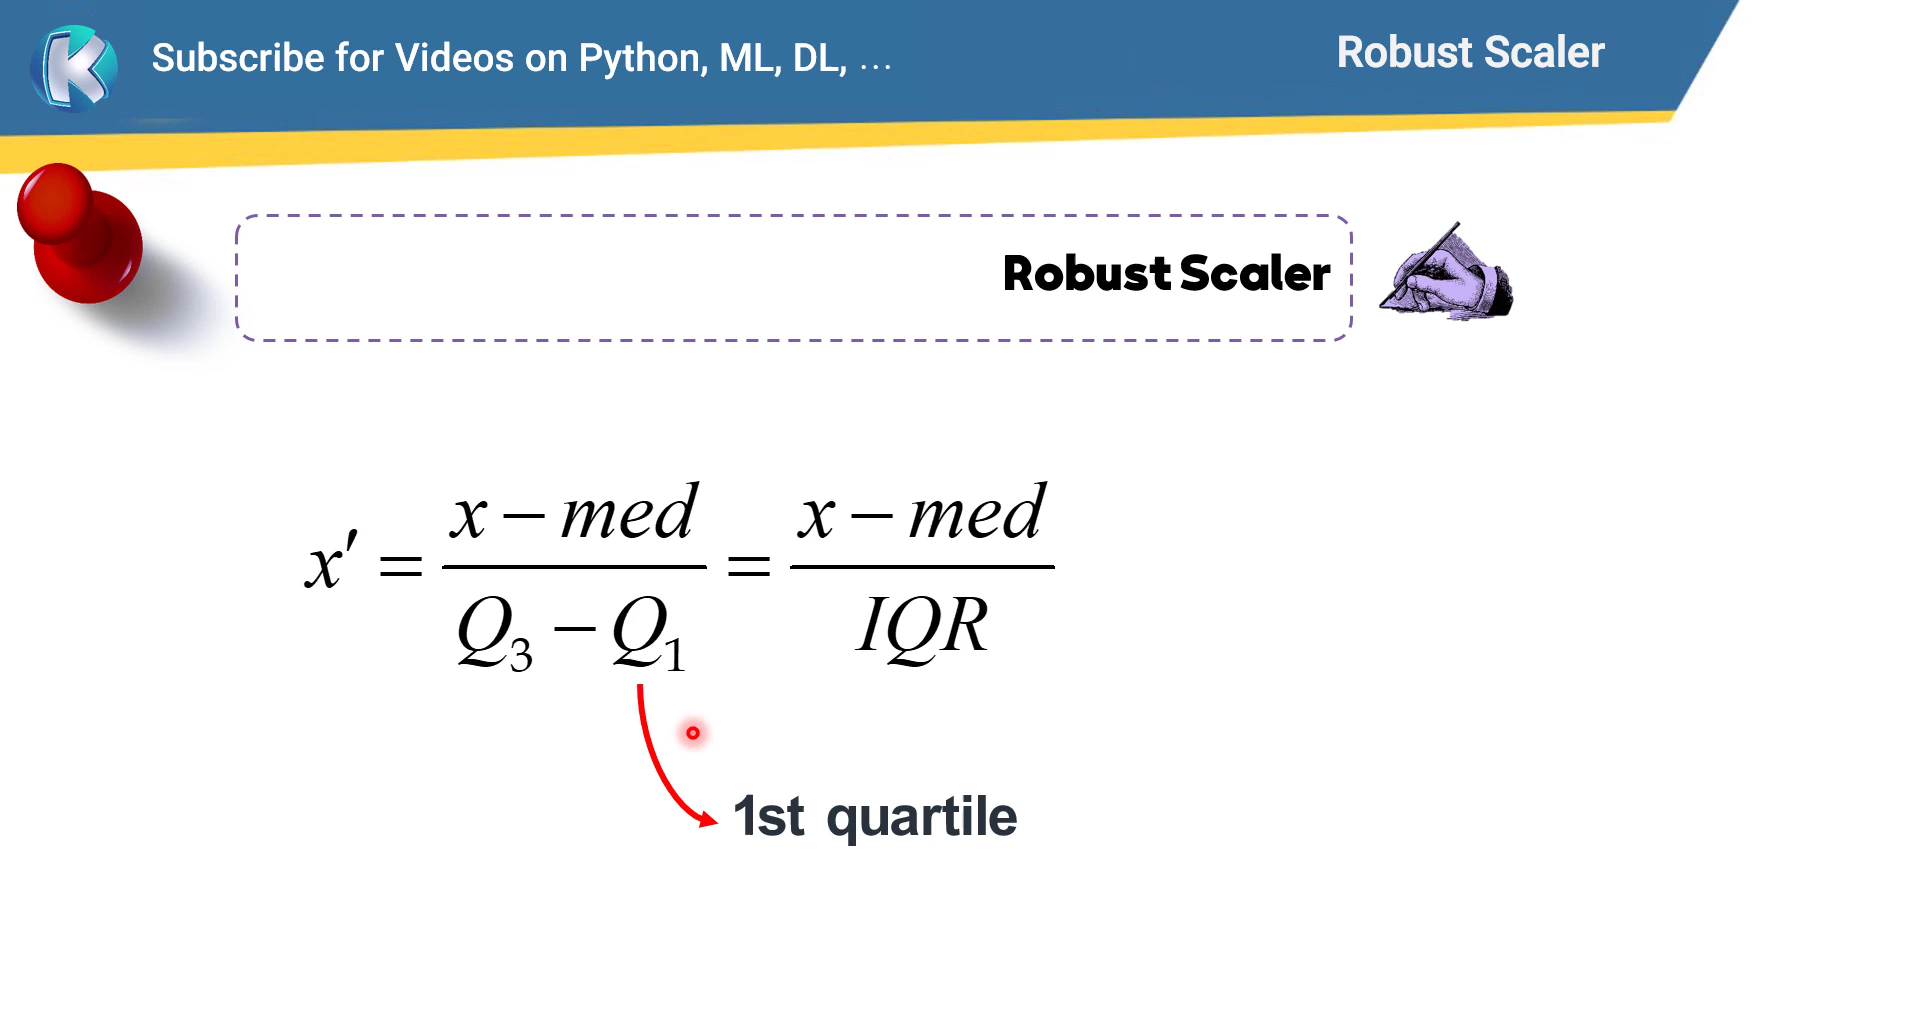 Subscribe for Videos on Python, ML, DL, ...
Robust Scaler
Robust Scaler
x′ = (x − med) / (Q₃ − Q₁) = (x − med) / IQR
1st quartile